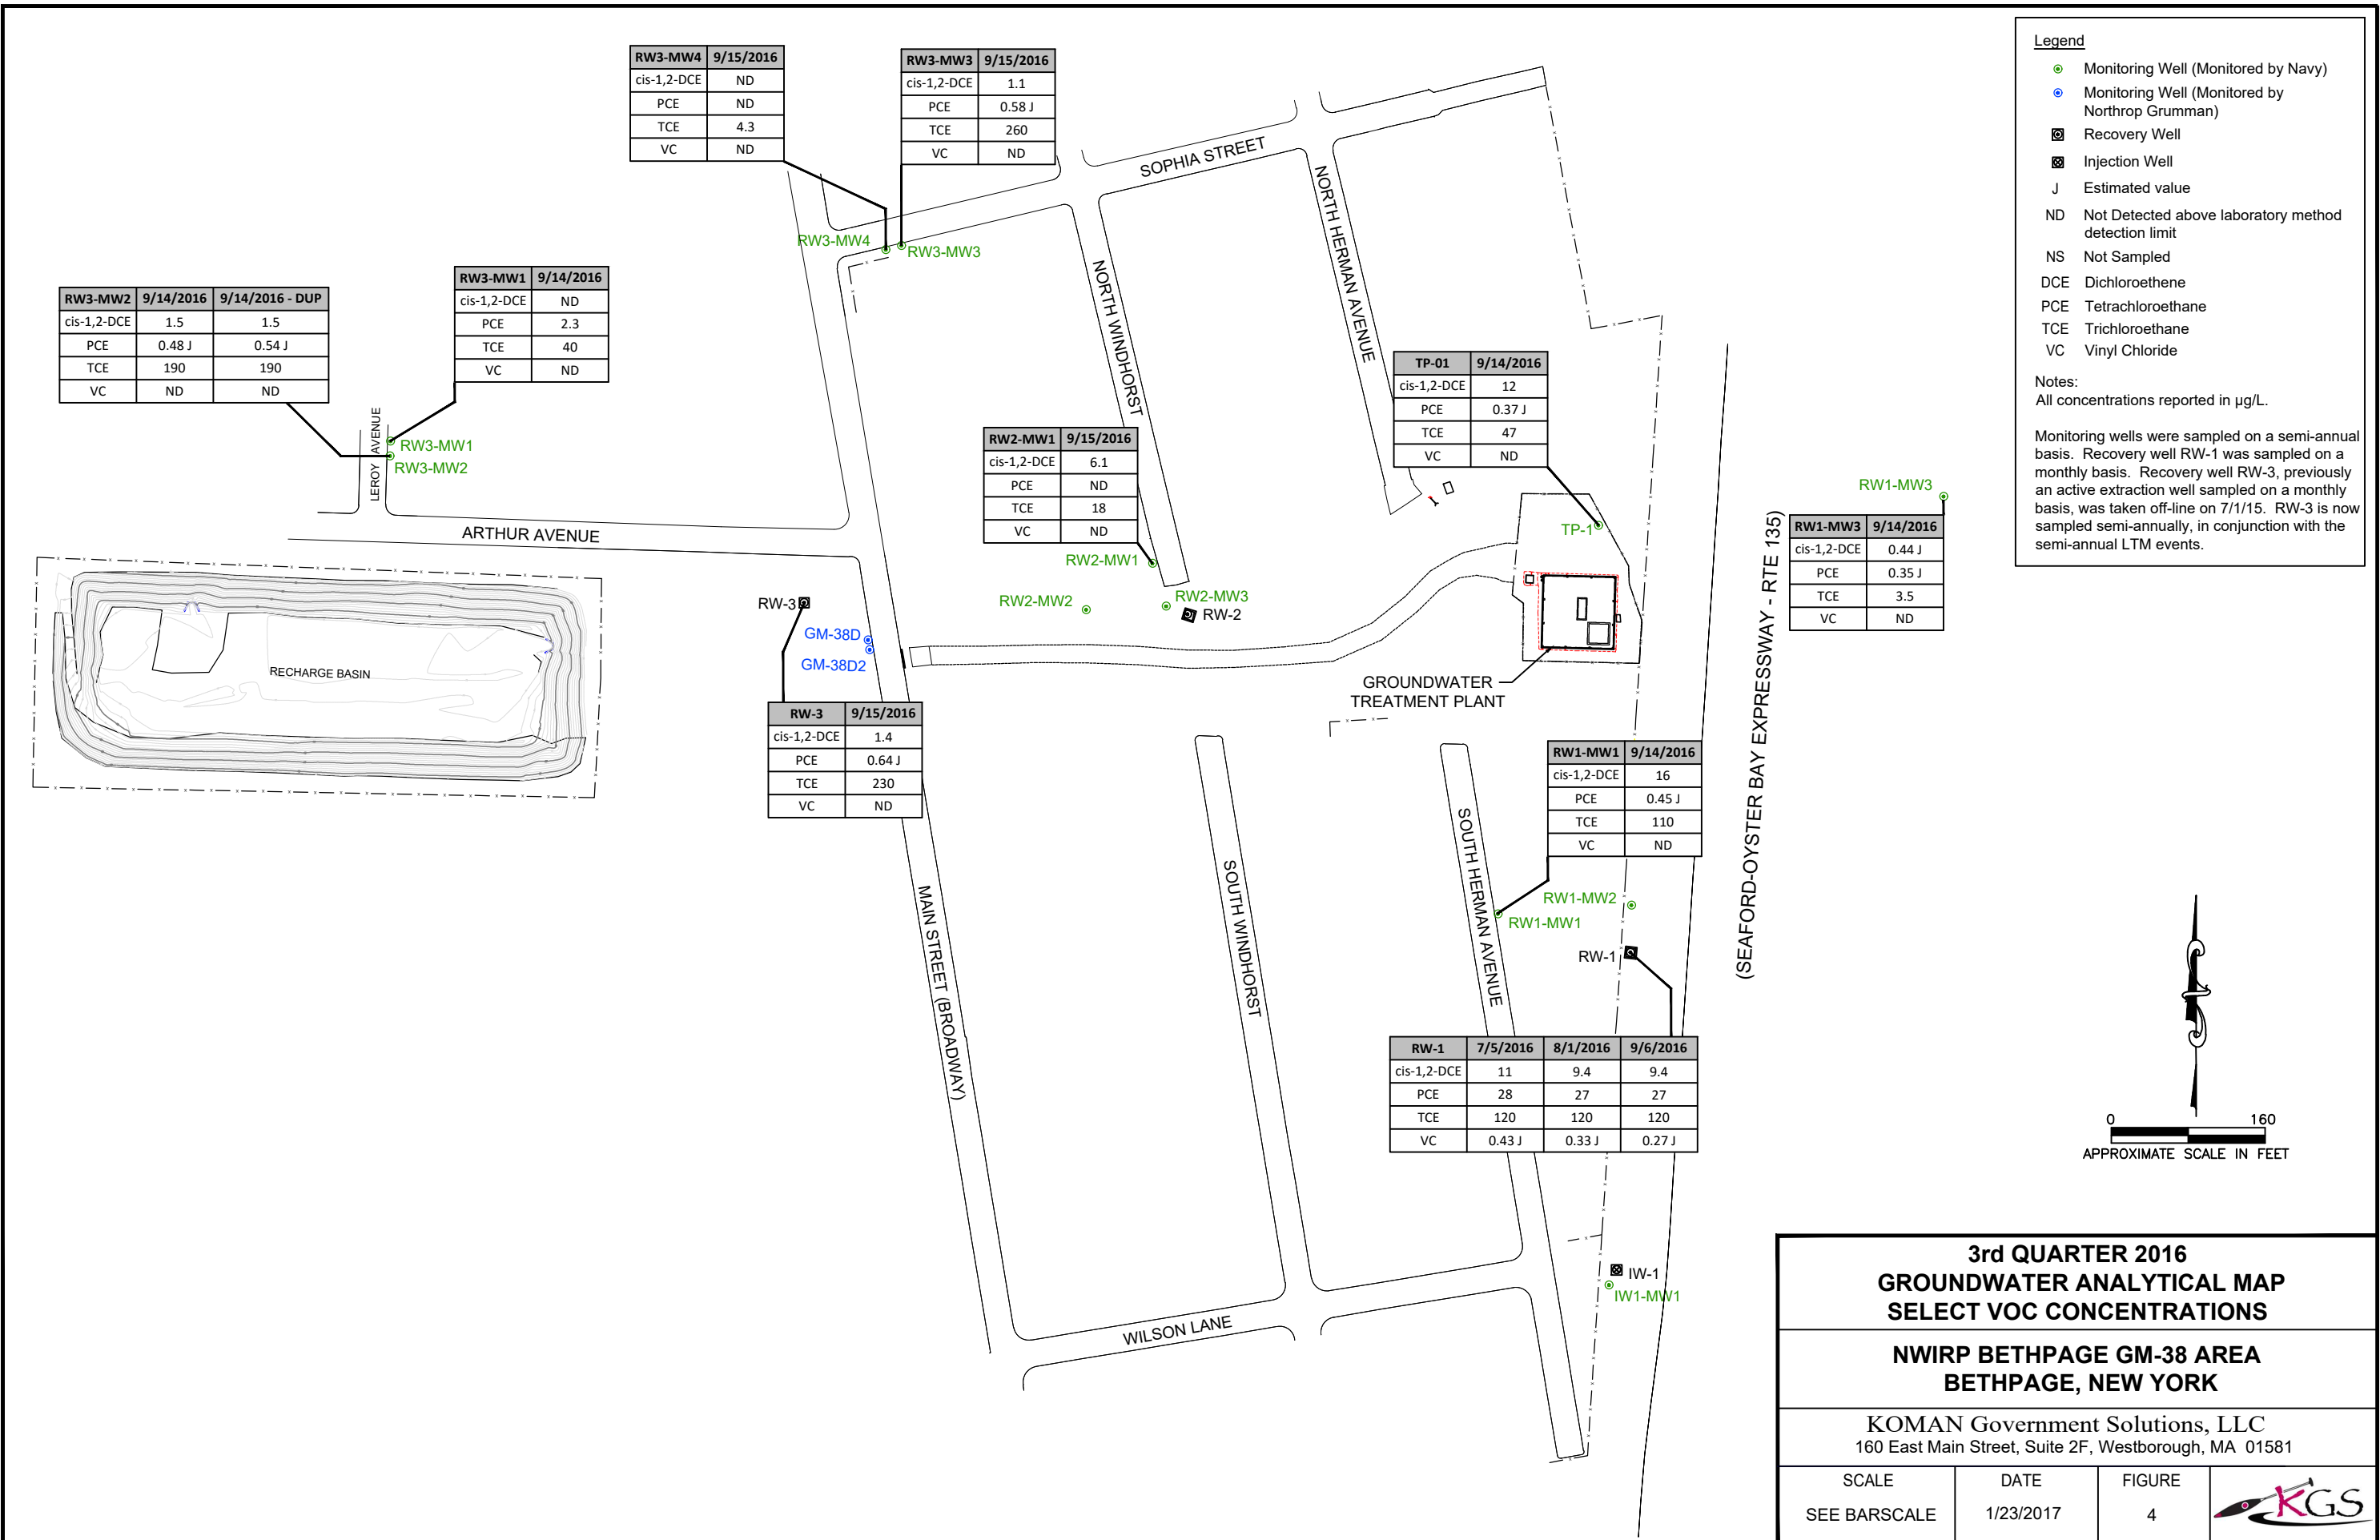 RW3-MW4 9/15/2016
cis-1,2-DCE ND
PCE ND
TCE 4.3
VC ND
RW3-MW3 9/15/2016
cis-1,2-DCE 1.1
PCE 0.58 J
TCE 260
VC ND
Legend
Monitoring Well (Monitored by Navy)
Monitoring Well (Monitored by
Northrop Grumman)
Recovery Well
Injection Well
J Estimated value
ND Not Detected above laboratory method
detection limit
NS Not Sampled
DCE Dichloroethene
PCE Tetrachloroethane
TCE Trichloroethane
VC Vinyl Chloride
Notes:
All concentrations reported in µg/L.
Monitoring wells were sampled on a semi-annual
basis. Recovery well RW-1 was sampled on a
monthly basis. Recovery well RW-3, previously
an active extraction well sampled on a monthly
basis, was taken off-line on 7/1/15. RW-3 is now
sampled semi-annually, in conjunction with the
semi-annual LTM events.
SOPHIA STREET
NORTH HERMAN AVENUE
NORTH WINDHORST
RW3-MW4
RW3-MW3
RW3-MW2 9/14/2016 9/14/2016 - DUP
cis-1,2-DCE 1.5 1.5
PCE 0.48 J 0.54 J
TCE 190 190
VC ND ND
RW3-MW1 9/14/2016
cis-1,2-DCE ND
PCE 2.3
TCE 40
VC ND
LEROY AVENUE
RW3-MW1
RW3-MW2
ARTHUR AVENUE
TP-01 9/14/2016
cis-1,2-DCE 12
PCE 0.37 J
TCE 47
VC ND
RW2-MW1 9/15/2016
cis-1,2-DCE 6.1
PCE ND
TCE 18
VC ND
TP-1
RW1-MW3
RW1-MW3 9/14/2016
cis-1,2-DCE 0.44 J
PCE 0.35 J
TCE 3.5
VC ND
(SEAFORD-OYSTER BAY EXPRESSWAY - RTE 135)
RW2-MW1
RW2-MW2
RW2-MW3
RW-2
RW-3
GM-38D
GM-38D2
RECHARGE BASIN
GROUNDWATER
TREATMENT PLANT
RW-3 9/15/2016
cis-1,2-DCE 1.4
PCE 0.64 J
TCE 230
VC ND
RW1-MW1 9/14/2016
cis-1,2-DCE 16
PCE 0.45 J
TCE 110
VC ND
MAIN STREET (BROADWAY)
SOUTH WINDHORST
SOUTH HERMAN AVENUE
RW1-MW2
RW1-MW1
RW-1
RW-1 7/5/2016 8/1/2016 9/6/2016
cis-1,2-DCE 11 9.4 9.4
PCE 28 27 27
TCE 120 120 120
VC 0.43 J 0.33 J 0.27 J
0 160
APPROXIMATE SCALE IN FEET
IW-1
IW1-MW1
WILSON LANE
3rd QUARTER 2016
GROUNDWATER ANALYTICAL MAP
SELECT VOC CONCENTRATIONS
NWIRP BETHPAGE GM-38 AREA
BETHPAGE, NEW YORK
KOMAN Government Solutions, LLC
160 East Main Street, Suite 2F, Westborough, MA 01581
SCALE DATE FIGURE
SEE BARSCALE 1/23/2017 4
KGS